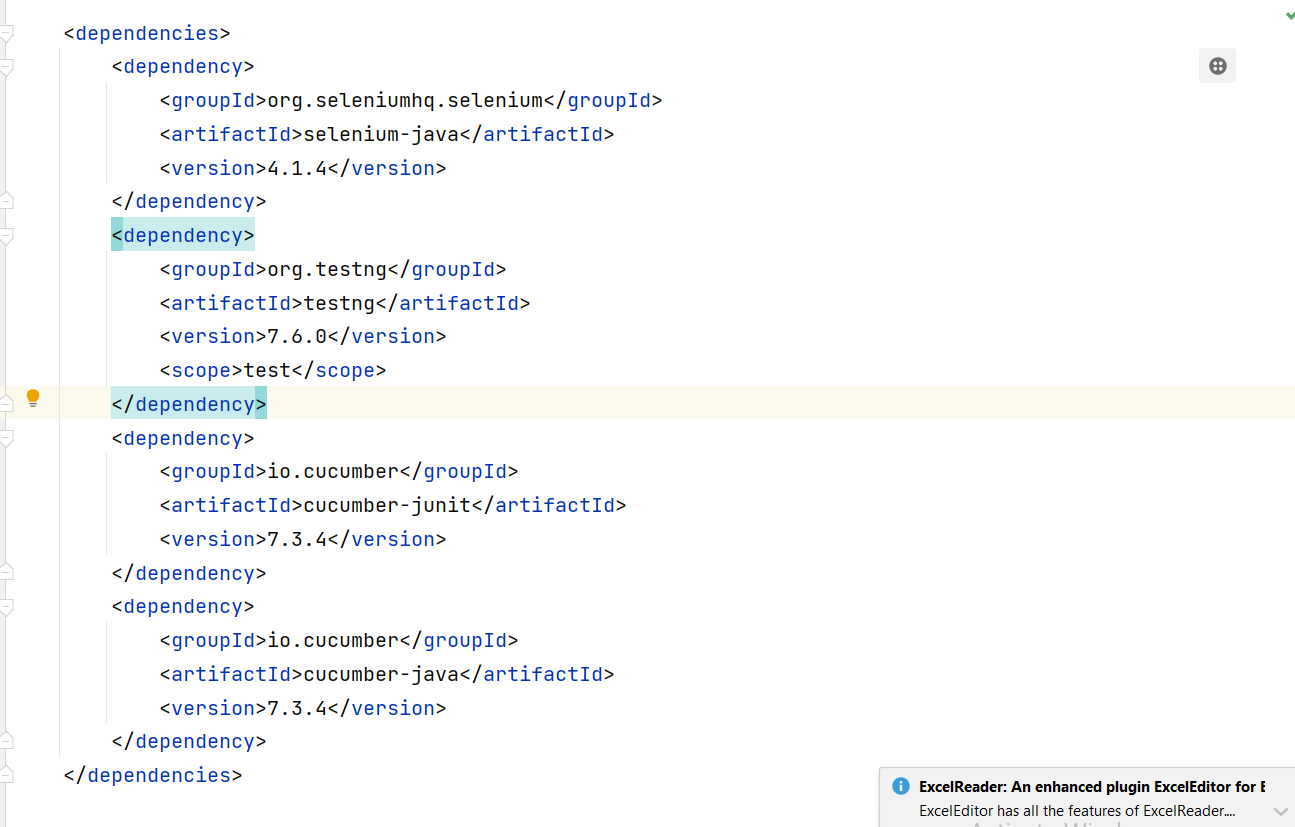 <dependencies>
    <dependency>
        <groupId>org.seleniumhq.selenium</groupId>
        <artifactId>selenium-java</artifactId>
        <version>4.1.4</version>
    </dependency>
    <dependency>
        <groupId>org.testng</groupId>
        <artifactId>testng</artifactId>
        <version>7.6.0</version>
        <scope>test</scope>
    </dependency>
    <dependency>
        <groupId>io.cucumber</groupId>
        <artifactId>cucumber-junit</artifactId>
        <version>7.3.4</version>
    </dependency>
    <dependency>
        <groupId>io.cucumber</groupId>
        <artifactId>cucumber-java</artifactId>
        <version>7.3.4</version>
    </dependency>
</dependencies>
ExcelReader: An enhanced plugin ExcelEditor for
ExcelEditor has all the features of ExcelReader....